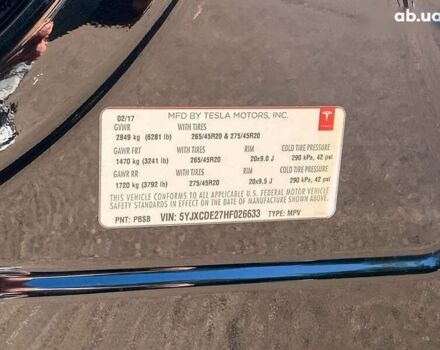 ab.ua
02/17 MFD BY TESLA MOTORS, INC.
GVWR WITH TIRES
2849 kg (6281 lb) 265/45R20 & 275/45R20
GAWR FRT WITH TIRES RIM COLD TIRE PRESSURE
1470 kg (3241 lb) 265/45R20 20x9.0 J 290 kPa, 42 psi
GAWR RR WITH TIRES RIM COLD TIRE PRESSURE
1720 kg (3792 lb) 275/45R20 20x9.5 J 290 kPa, 42 psi
THIS VEHICLE CONFORMS TO ALL APPLICABLE U.S. FEDERAL MOTOR VEHICLE
SAFETY STANDARDS IN EFFECT ON THE DATE OF MANUFACTURE SHOWN ABOVE.
PNT: PBSB VIN: 5YJXCDE27HF026633 TYPE: MPV